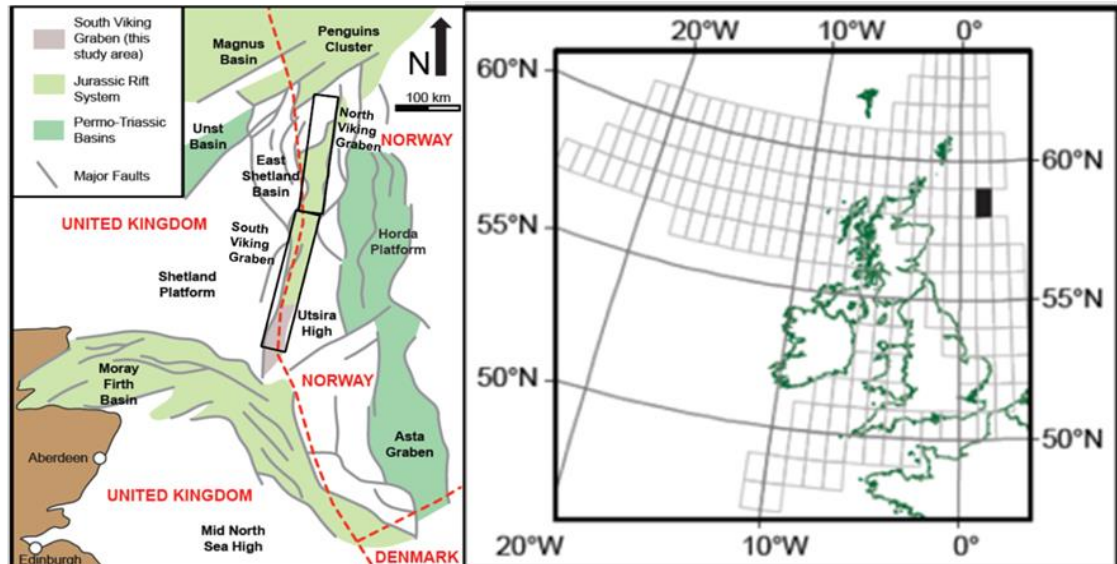 South Viking
Graben (this
study area)
Jurassic Rift
System
Permo-Triassic
Basins
Major Faults
Magnus
Basin
Penguins
Cluster
N
100 km
Unst
Basin
North
Viking
Graben
NORWAY
East
Shetland
Basin
UNITED KINGDOM
South
Viking
Graben
Horda
Platform
Shetland
Platform
Utsira
High
Moray
Firth
Basin
NORWAY
Asta
Graben
Aberdeen
UNITED KINGDOM
Mid North
Sea High
DENMARK
Edinburgh
20°W
10°W
0°
60°N
55°N
50°N
60°N
55°N
50°N
20°W
10°W
0°